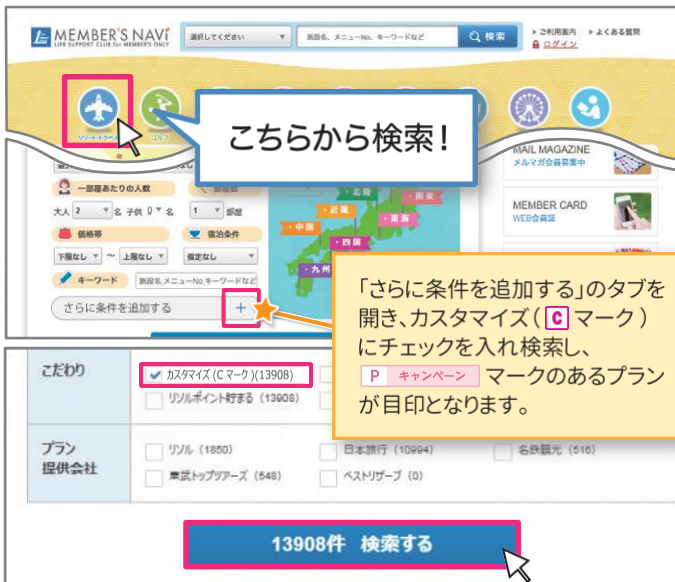 MEMBER'S NAVi
LIFE SUPPORT CLUB for MEMBER'S ONLY
選択してください
施設名、メニューNo、キーワードなど
検索
ご利用案内
よくある質問
ログイン
リゾート・トラベル
ゴルフ
こちらから検索!
MAIL MAGAZINE
メルマガ会員募集中
一部屋あたりの人数
大人 2 名 子供 0 名
1 部屋
価格帯
宿泊条件
下限なし ～ 上限なし
指定なし
キーワード
施設名,メニューNo,キーワードなど
さらに条件を追加する +
・北陸
・関東
・近畿
・東海
・中国
・四国
・九州
MEMBER CARD
WEB会員証
「さらに条件を追加する」のタブを
開き、カスタマイズ(Cマーク)
にチェックを入れ検索し、
P キャンペーン マークのあるプラン
が目印となります。
こだわり
カスタマイズ(Cマーク)(13908)
リソルポイント貯まる (13908)
プラン
提供会社
リソル (1850)
日本旅行 (10994)
名鉄観光 (516)
東武トップツアーズ (548)
ベストリザーブ (0)
13908件 検索する